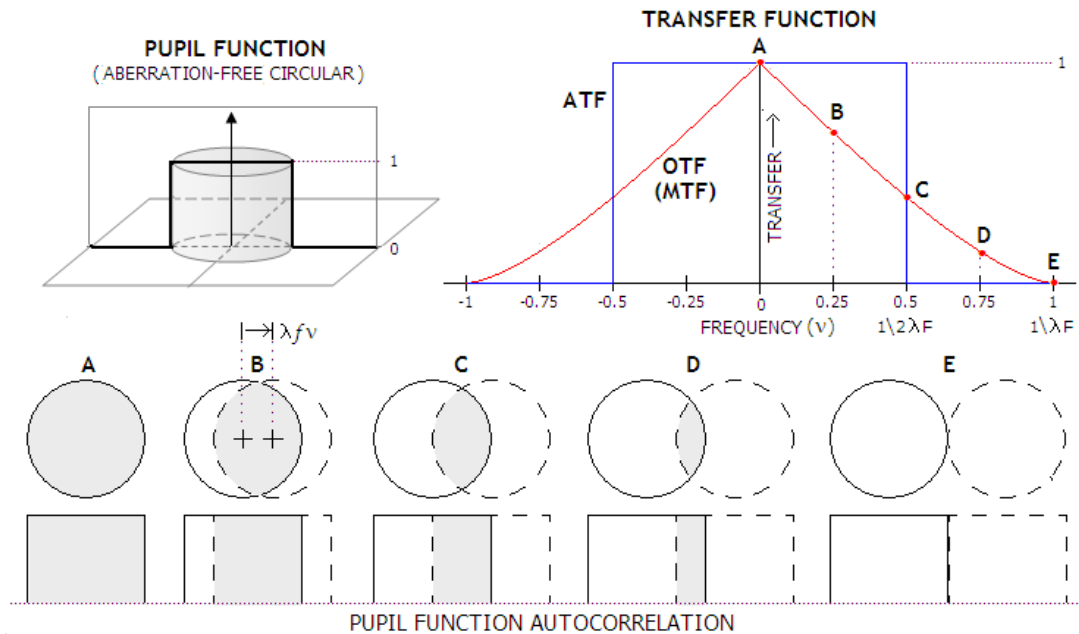 PUPIL FUNCTION
(ABERRATION-FREE CIRCULAR)
1
0
TRANSFER FUNCTION
A
1
ATF
B
OTF
(MTF)
TRANSFER
C
D
E
-1 -0.75 -0.5 -0.25 0 0.25 0.5 0.75 1
FREQUENCY (ν) 1\2λF 1\λF
λfν
A B C D E
PUPIL FUNCTION AUTOCORRELATION